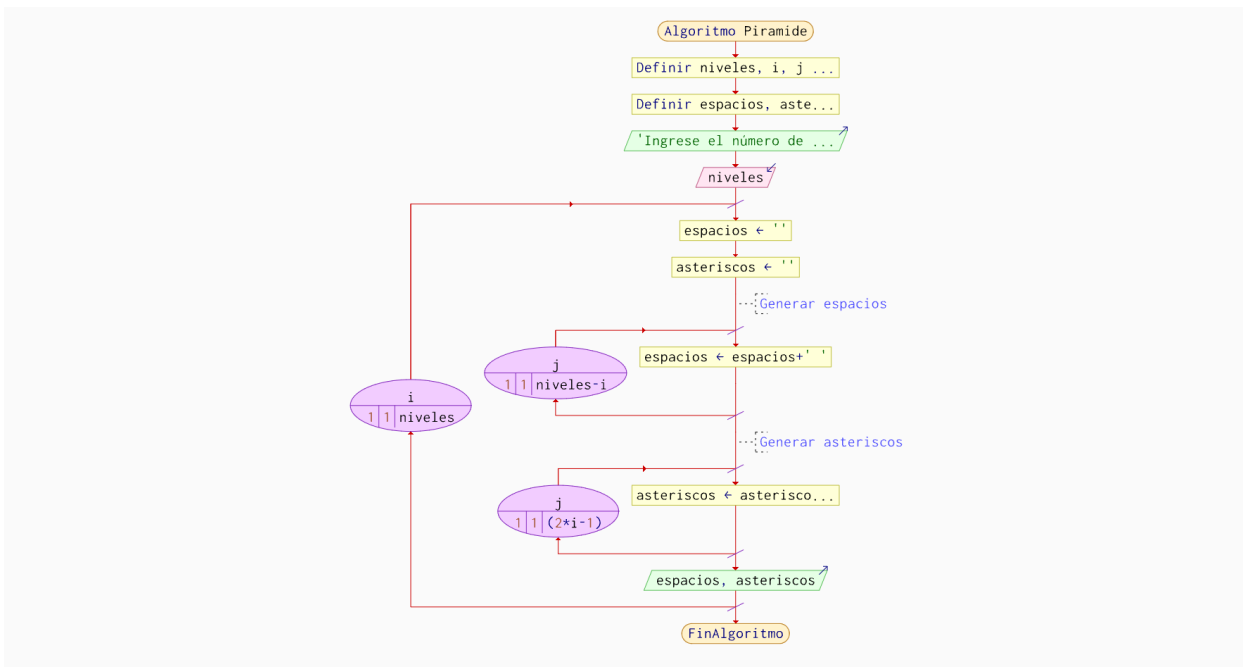 Algoritmo Piramide
Definir niveles, i, j ...
Definir espacios, aste...
'Ingrese el número de ...
niveles
espacios ← ''
asteriscos ← ''
Generar espacios
j
1 1 niveles-i
espacios ← espacios+' '
i
1 1 niveles
Generar asteriscos
j
1 1 (2*i-1)
asteriscos ← asterisco...
espacios, asteriscos
FinAlgoritmo